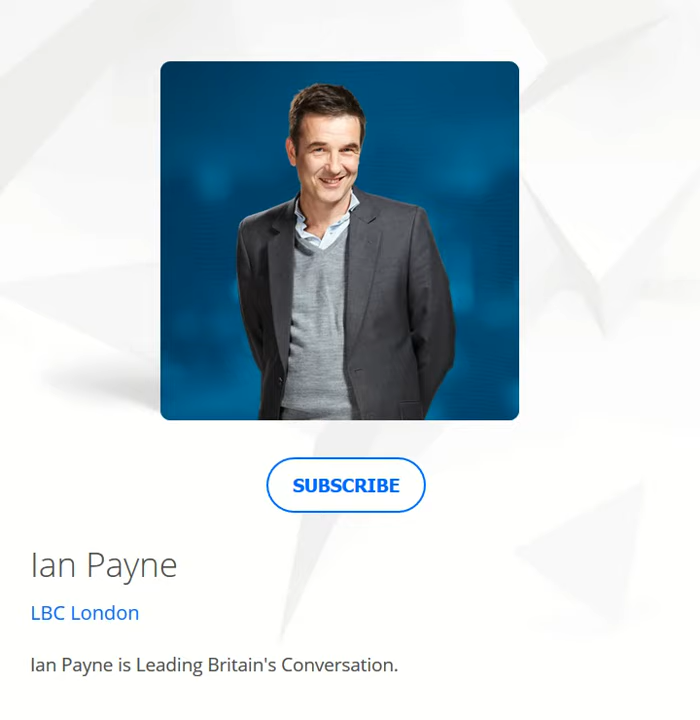 SUBSCRIBE
Ian Payne
LBC London
Ian Payne is Leading Britain's Conversation.